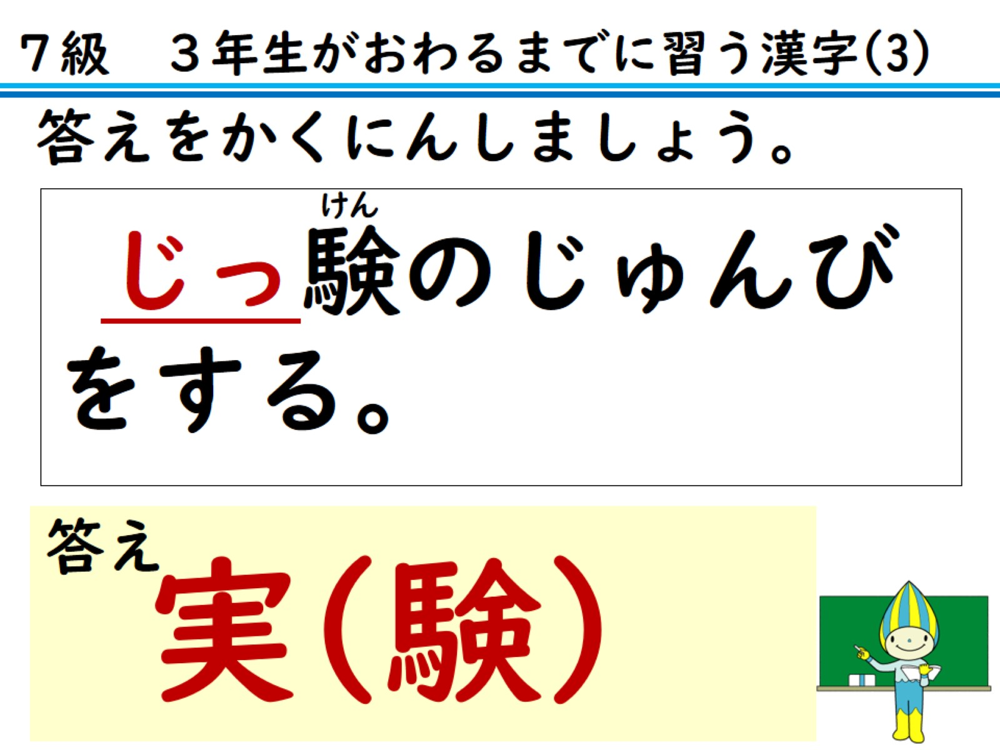 ７級　３年生がおわるまでに習う漢字(3)
答えをかくにんしましょう。
けん
じっ験のじゅんび
をする。
答え
実(験)